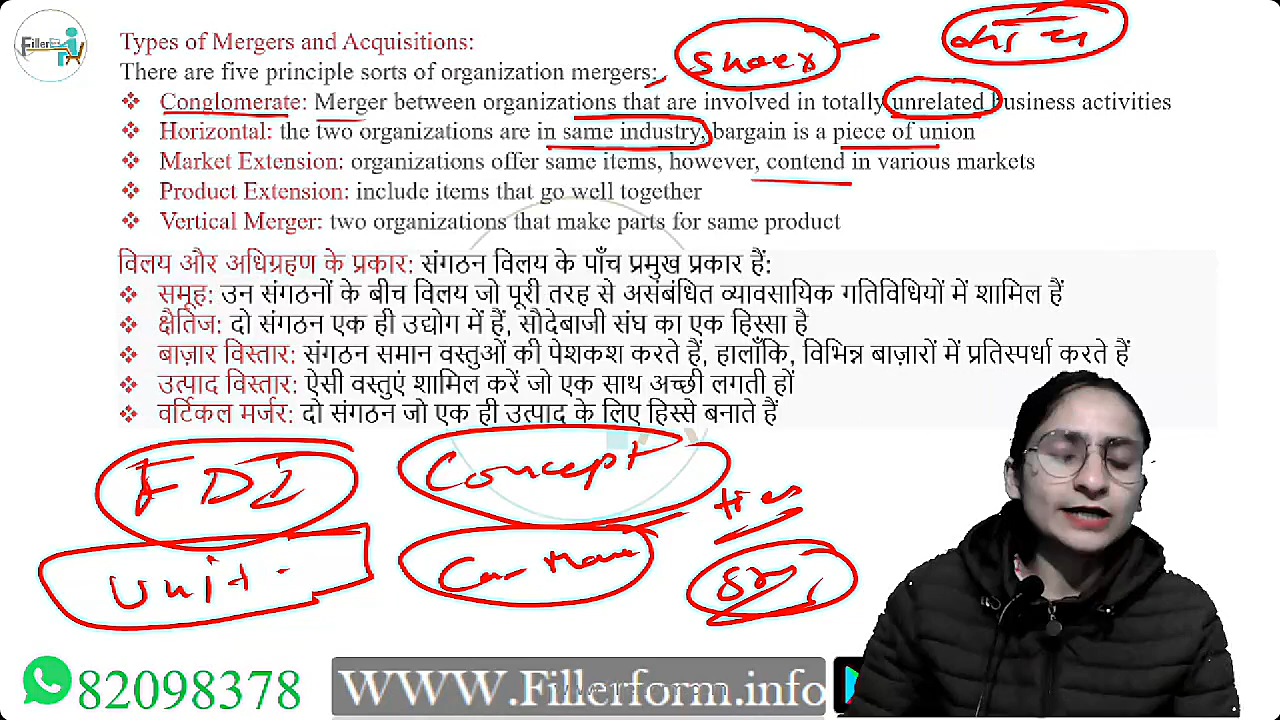 Filler
Types of Mergers and Acquisitions:
There are five principle sorts of organization mergers:
❖ Conglomerate: Merger between organizations that are involved in totally unrelated business activities
❖ Horizontal: the two organizations are in same industry, bargain is a piece of union
❖ Market Extension: organizations offer same items, however, contend in various markets
❖ Product Extension: include items that go well together
❖ Vertical Merger: two organizations that make parts for same product
विलय और अधिग्रहण के प्रकार: संगठन विलय के पाँच प्रमुख प्रकार हैं:
❖ समूह: उन संगठनों के बीच विलय जो पूरी तरह से असंबंधित व्यावसायिक गतिविधियों में शामिल हैं
❖ क्षैतिज: दो संगठन एक ही उद्योग में हैं, सौदेबाजी संघ का एक हिस्सा है
❖ बाज़ार विस्तार: संगठन समान वस्तुओं की पेशकश करते हैं, हालाँकि, विभिन्न बाज़ारों में प्रतिस्पर्धा करते हैं
❖ उत्पाद विस्तार: ऐसी वस्तुएं शामिल करें जो एक साथ अच्छी लगती हों
❖ वर्टिकल मर्जर: दो संगठन जो एक ही उत्पाद के लिए हिस्से बनाते हैं
FDI Concept
Unit
82098378 WWW.Fillerform.info